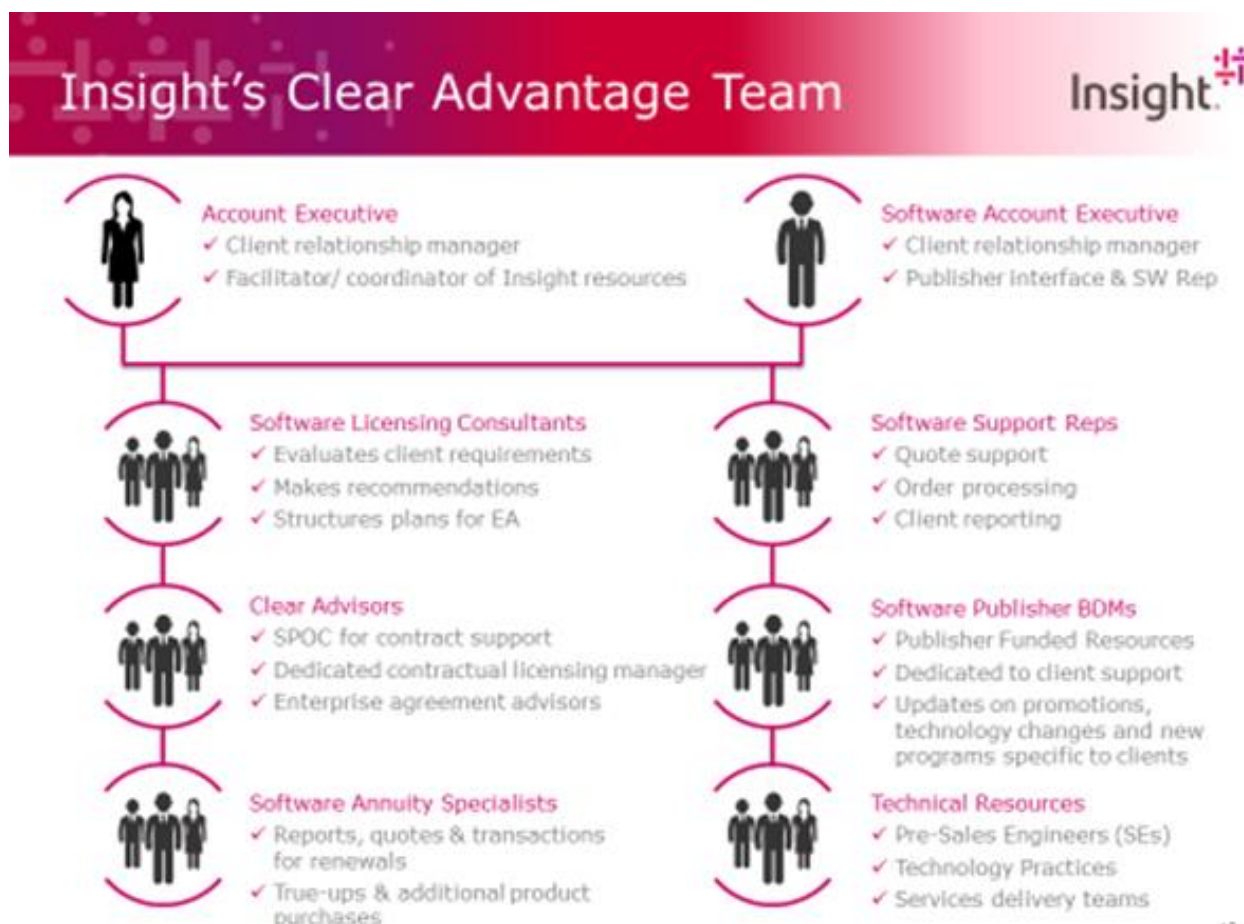 Insight's Clear Advantage Team
Insight.
Account Executive
✓ Client relationship manager
✓ Facilitator/ coordinator of Insight resources
Software Account Executive
✓ Client relationship manager
✓ Publisher interface & SW Rep
Software Licensing Consultants
✓ Evaluates client requirements
✓ Makes recommendations
✓ Structures plans for EA
Software Support Reps
✓ Quote support
✓ Order processing
✓ Client reporting
Clear Advisors
✓ SPOC for contract support
✓ Dedicated contractual licensing manager
✓ Enterprise agreement advisors
Software Publisher BDMs
✓ Publisher Funded Resources
✓ Dedicated to client support
✓ Updates on promotions,
technology changes and new
programs specific to clients
Software Annuity Specialists
✓ Reports, quotes & transactions
for renewals
✓ True-ups & additional product
purchases
Technical Resources
✓ Pre-Sales Engineers (SEs)
✓ Technology Practices
✓ Services delivery teams